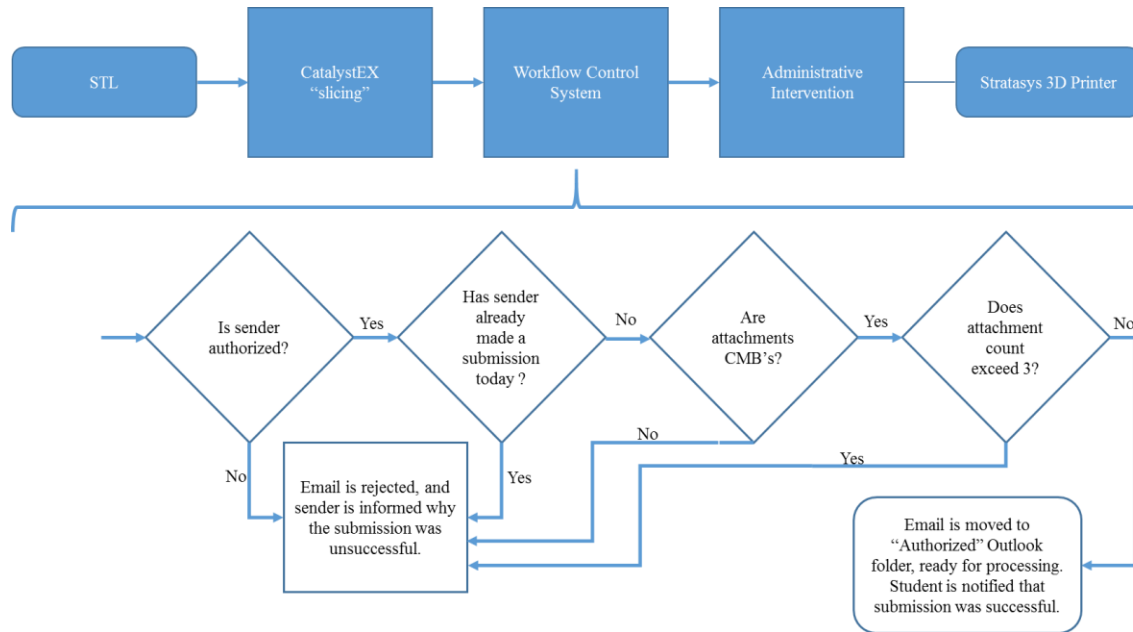 STL
CatalystEX
“slicing”
Workflow Control
System
Administrative
Intervention
Stratasys 3D Printer
Is sender
authorized?
Yes
Has sender
already
made a
submission
today ?
No
Are
attachments
CMB's?
Yes
Does
attachment
count
exceed 3?
No
No
Yes
No
Yes
Email is rejected, and
sender is informed why
the submission was
unsuccessful.
Email is moved to
“Authorized” Outlook
folder, ready for processing.
Student is notified that
submission was successful.